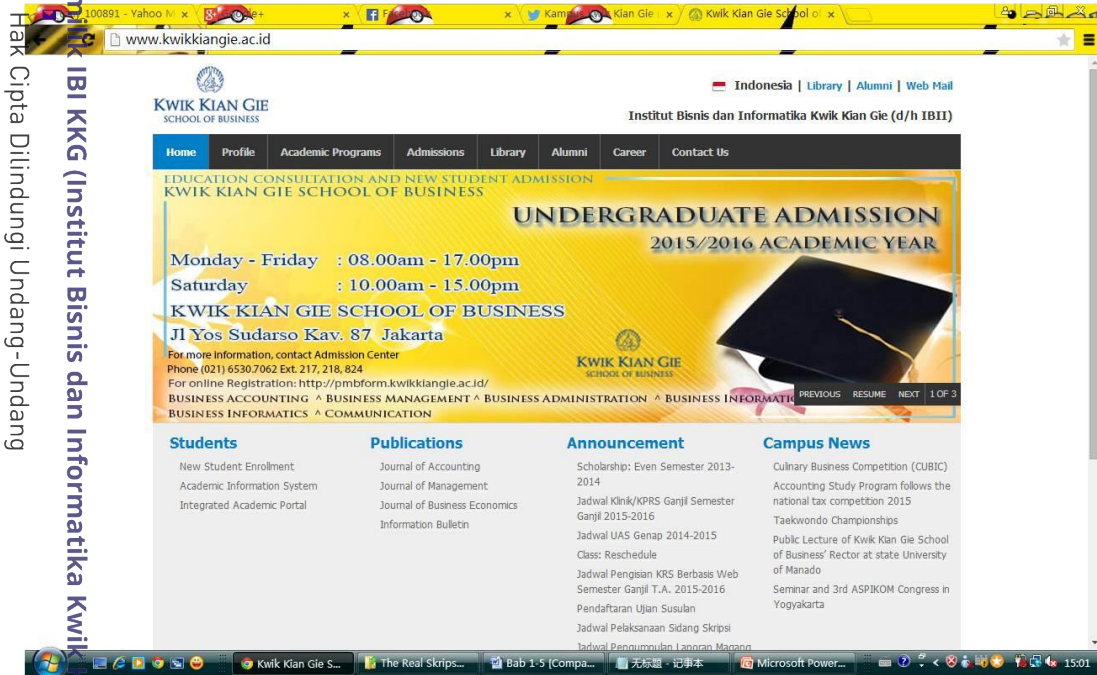 Hak Cipta Dilindungi Undang-Undang
milik IBI KKG (Institut Bisnis dan Informatika Kwik
100891 - Yahoo M
Kian Gie
Kwik Kian Gie School of
www.kwikkiangie.ac.id
KWIK KIAN GIE
SCHOOL OF BUSINESS
Indonesia | Library | Alumni | Web Mail
Institut Bisnis dan Informatika Kwik Kian Gie (d/h IBII)
Home Profile Academic Programs Admissions Library Alumni Career Contact Us
EDUCATION CONSULTATION AND NEW STUDENT ADMISSION
KWIK KIAN GIE SCHOOL OF BUSINESS
UNDERGRADUATE ADMISSION
2015/2016 ACADEMIC YEAR
Monday - Friday : 08.00am - 17.00pm
Saturday : 10.00am - 15.00pm
KWIK KIAN GIE SCHOOL OF BUSINESS
Jl Yos Sudarso Kav. 87 Jakarta
For more information, contact Admission Center
Phone (021) 6530.7062 Ext. 217, 218, 824
For online Registration: http://pmbform.kwikkiangie.ac.id/
KWIK KIAN GIE
SCHOOL OF BUSINESS
BUSINESS ACCOUNTING ^ BUSINESS MANAGEMENT ^ BUSINESS ADMINISTRATION ^ BUSINESS INFORMATIC
BUSINESS INFORMATICS ^ COMMUNICATION
PREVIOUS RESUME NEXT 1 OF 3
Students
New Student Enrollment
Academic Information System
Integrated Academic Portal
Publications
Journal of Accounting
Journal of Management
Journal of Business Economics
Information Bulletin
Announcement
Scholarship: Even Semester 2013-
2014
Jadwal Klinik/KPRS Ganjil Semester
Ganjil 2015-2016
Jadwal UAS Genap 2014-2015
Class: Reschedule
Jadwal Pengisian KRS Berbasis Web
Semester Ganjil T.A. 2015-2016
Pendaftaran Ujian Susulan
Jadwal Pelaksanaan Sidang Skripsi
Jadwal Pengumpulan Laporan Magang
Campus News
Culinary Business Competition (CUBIC)
Accounting Study Program follows the
national tax competition 2015
Taekwondo Championships
Public Lecture of Kwik Kian Gie School
of Business' Rector at state University
of Manado
Seminar and 3rd ASPIKOM Congress in
Yogyakarta
Kwik Kian Gie S...
The Real Skrips...
Bab 1-5 [Compa...
无标题 - 记事本
Microsoft Power...
15:01